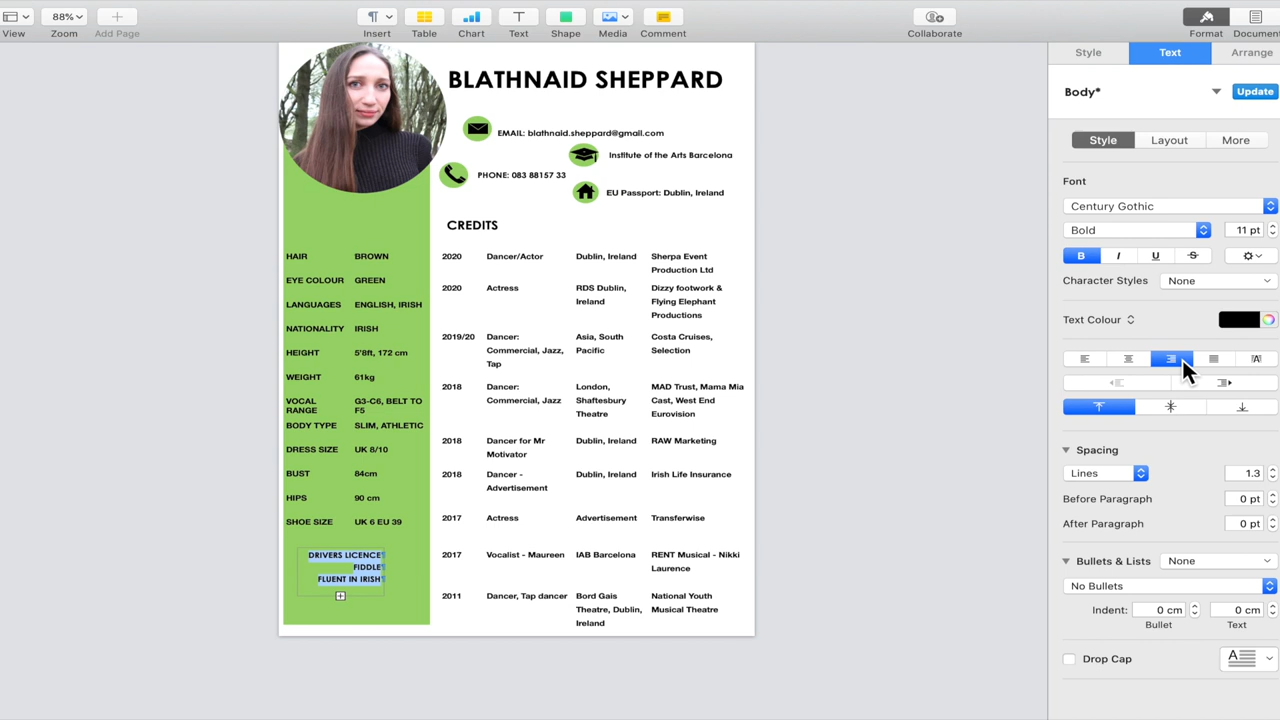 View
88%
Zoom
Add Page
Insert
Table
Chart
Text
Shape
Media
Comment
Collaborate
Format
Document
Style
Text
Arrange
Body*
Update
Style
Layout
More
Font
Century Gothic
Bold
11 pt
B I U S
Character Styles
None
Text Colour
Spacing
Lines
1.3
Before Paragraph
0 pt
After Paragraph
0 pt
Bullets & Lists
None
No Bullets
Indent:
0 cm
0 cm
Bullet
Text
Drop Cap
BLATHNAID SHEPPARD
EMAIL: blathnaid.sheppard@gmail.com
Institute of the Arts Barcelona
PHONE: 083 88157 33
EU Passport: Dublin, Ireland
CREDITS
HAIR BROWN
EYE COLOUR GREEN
LANGUAGES ENGLISH, IRISH
NATIONALITY IRISH
HEIGHT 5'8ft, 172 cm
WEIGHT 61kg
VOCAL G3-C6, BELT TO
RANGE F5
BODY TYPE SLIM, ATHLETIC
DRESS SIZE UK 8/10
BUST 84cm
HIPS 90 cm
SHOE SIZE UK 6 EU 39
DRIVERS LICENCE¶
FIDDLE¶
FLUENT IN IRISH¶
2020 Dancer/Actor Dublin, Ireland Sherpa Event
Production Ltd
2020 Actress RDS Dublin, Dizzy footwork &
Ireland Flying Elephant
Productions
2019/20 Dancer: Asia, South Costa Cruises,
Commercial, Jazz, Pacific Selection
Tap
2018 Dancer: London, MAD Trust, Mama Mia
Commercial, Jazz Shaftesbury Cast, West End
Theatre Eurovision
2018 Dancer for Mr Dublin, Ireland RAW Marketing
Motivator
2018 Dancer - Dublin, Ireland Irish Life Insurance
Advertisement
2017 Actress Advertisement Transferwise
2017 Vocalist - Maureen IAB Barcelona RENT Musical - Nikki
Laurence
2011 Dancer, Tap dancer Bord Gais National Youth
Theatre, Dublin, Musical Theatre
Ireland